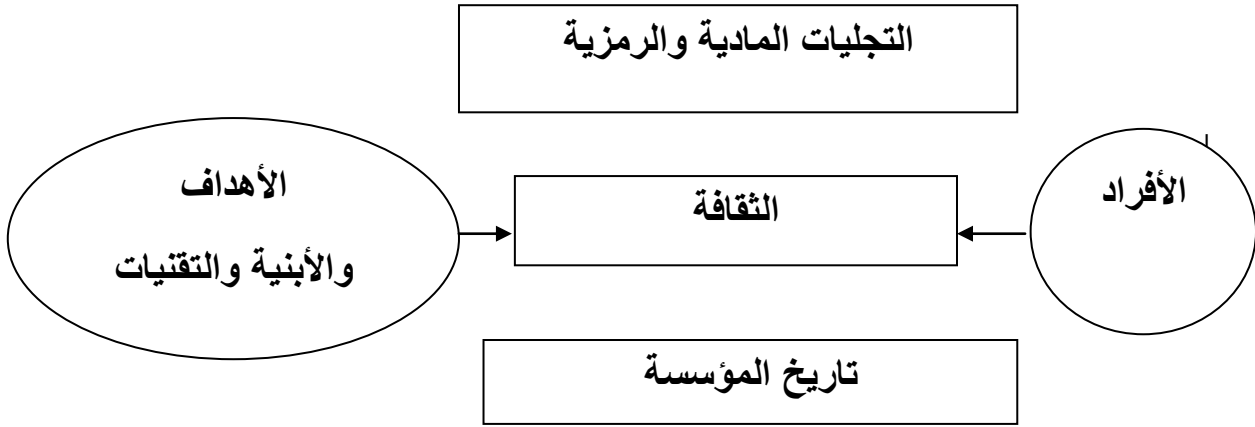 التجليات المادية والرمزية
الأفراد
الثقافة
الأهداف
والأبنية والتقنيات
تاريخ المؤسسة